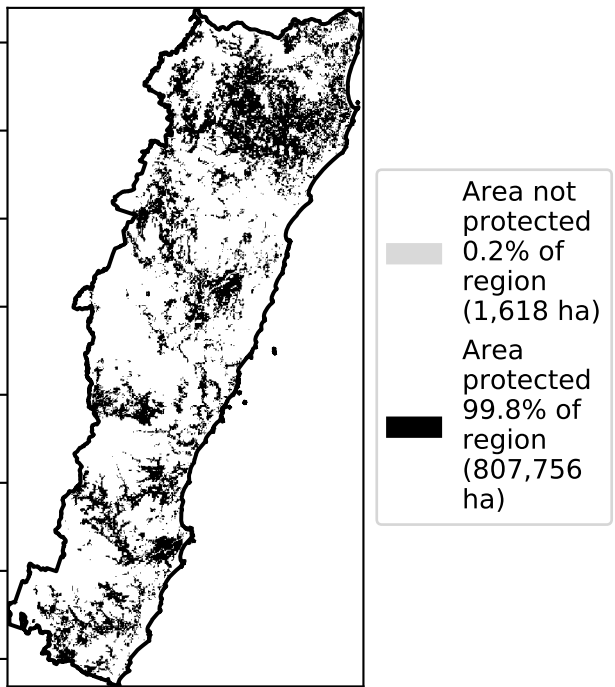 Area not
protected
0.2% of
region
(1,618 ha)
Area
protected
99.8% of
region
(807,756
ha)